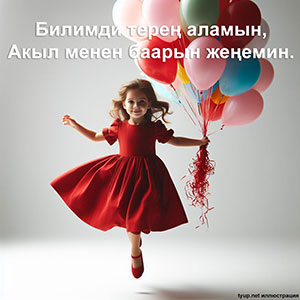 Билимди терең аламын,
Акыл менен баарын жеңемин.
tyup.net иллюстрация